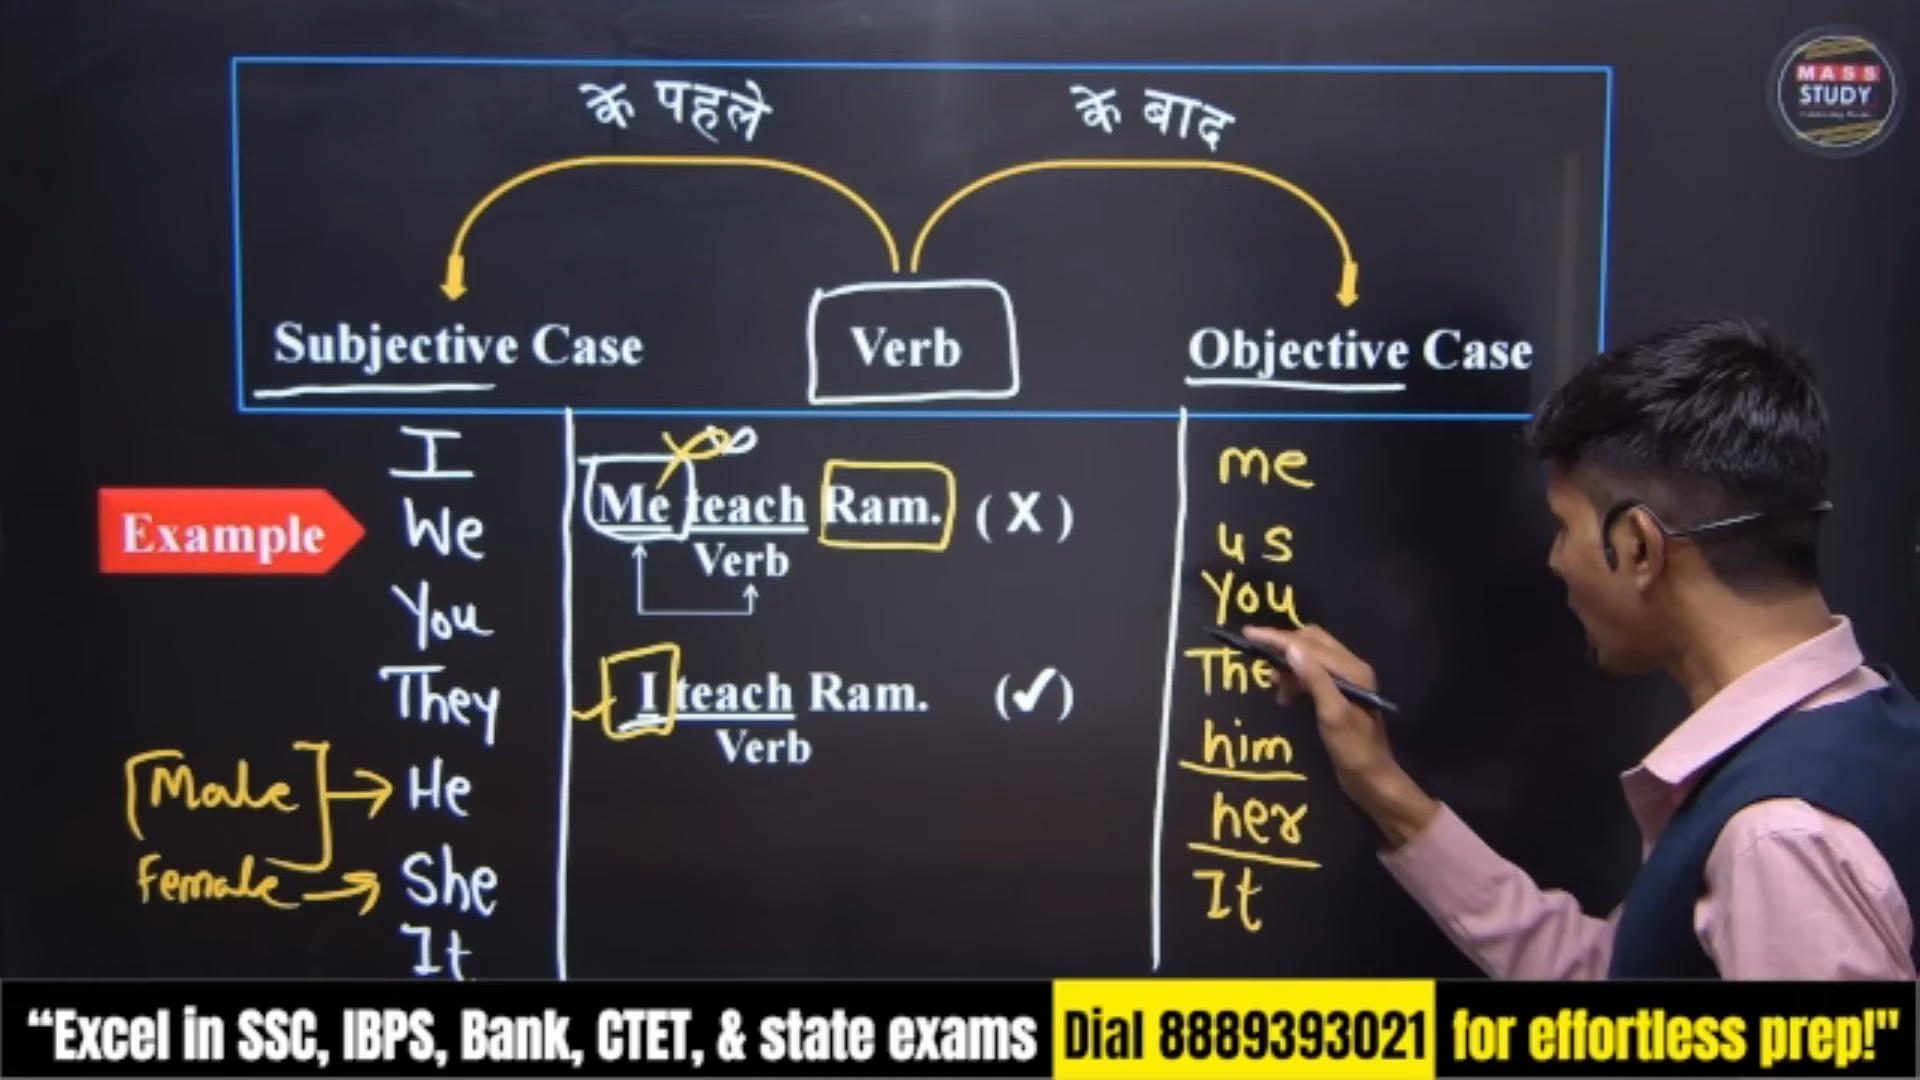 के पहले
के बाद
MASS
STUDY
Subjective Case
Verb
Objective Case
I
We
You
They
He
She
It
Example
[Male]
Female
Me teach Ram. (X)
Verb
I teach Ram. (✓)
Verb
me
us
You
The
him
her
It
“Excel in SSC, IBPS, Bank, CTET, & state exams Dial 8889393021 for effortless prep!"